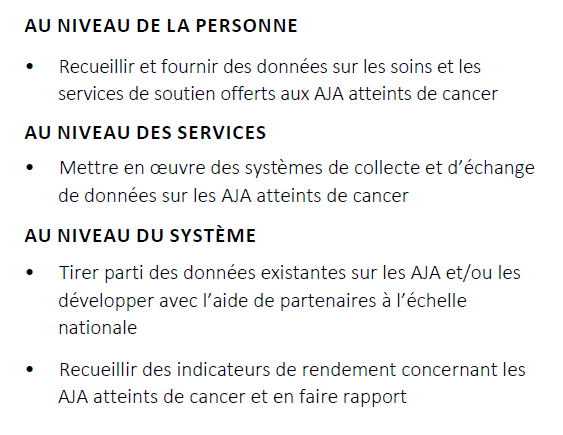 AU NIVEAU DE LA PERSONNE
• Recueillir et fournir des données sur les soins et les
services de soutien offerts aux AJA atteints de cancer
AU NIVEAU DES SERVICES
• Mettre en œuvre des systèmes de collecte et d’échange
de données sur les AJA atteints de cancer
AU NIVEAU DU SYSTÈME
• Tirer parti des données existantes sur les AJA et/ou les
développer avec l’aide de partenaires à l’échelle
nationale
• Recueillir des indicateurs de rendement concernant les
AJA atteints de cancer et en faire rapport